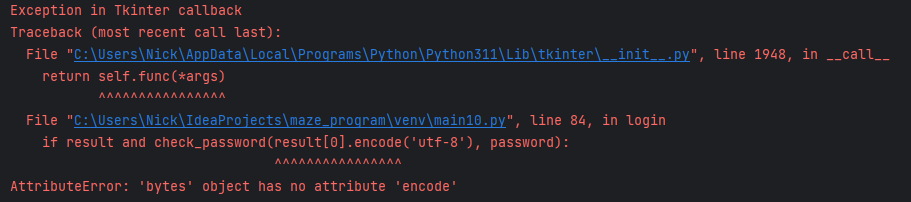 Exception in Tkinter callback
Traceback (most recent call last):
  File "C:\Users\Nick\AppData\Local\Programs\Python\Python311\Lib\tkinter\__init__.py", line 1948, in __call__
    return self.func(*args)
           ^^^^^^^^^^^^^^^^
  File "C:\Users\Nick\IdeaProjects\maze_program\venv\main10.py", line 84, in login
    if result and check_password(result[0].encode('utf-8'), password):
                                 ^^^^^^^^^^^^^^^^
AttributeError: 'bytes' object has no attribute 'encode'